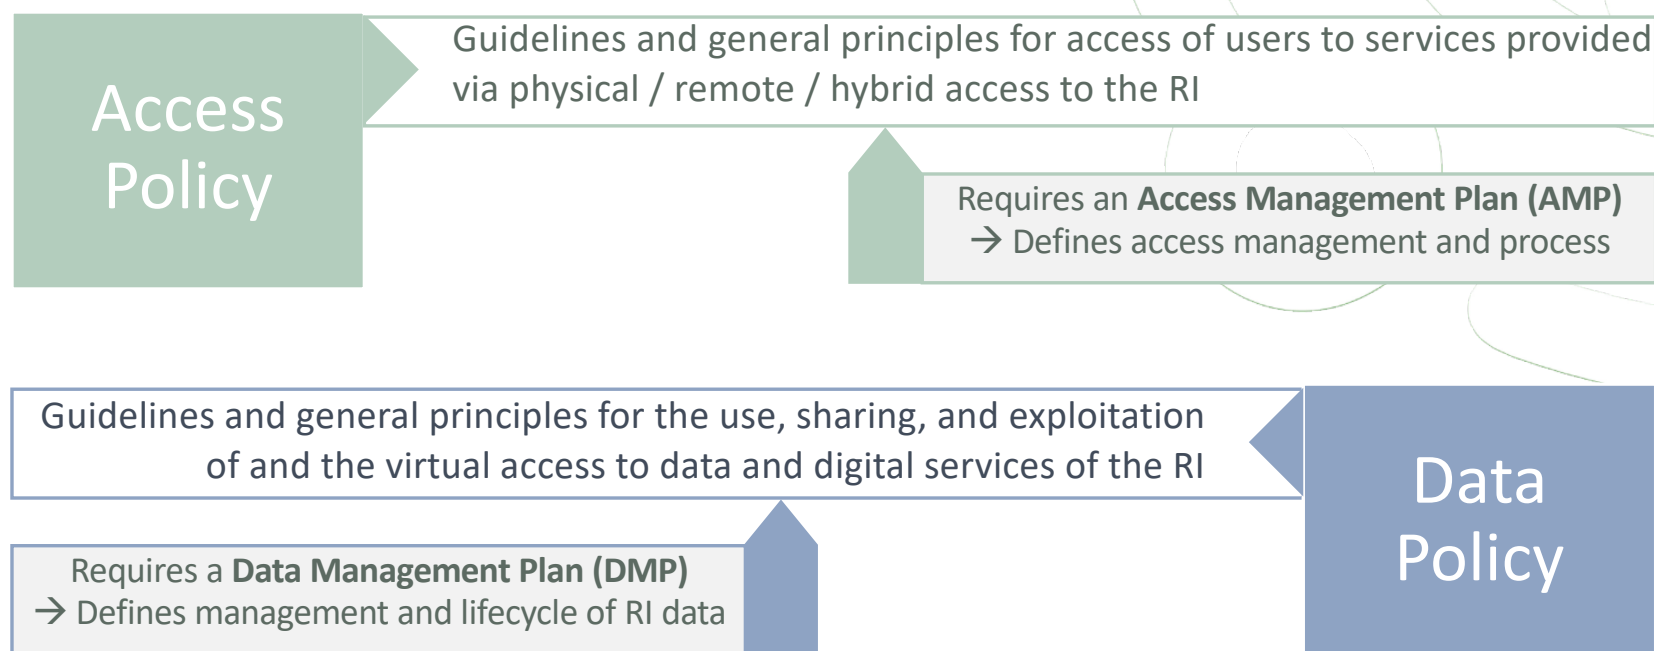 Access
Policy
Guidelines and general principles for access of users to services provided
via physical / remote / hybrid access to the RI
Requires an Access Management Plan (AMP)
→ Defines access management and process
Guidelines and general principles for the use, sharing, and exploitation
of and the virtual access to data and digital services of the RI
Data
Policy
Requires a Data Management Plan (DMP)
→ Defines management and lifecycle of RI data